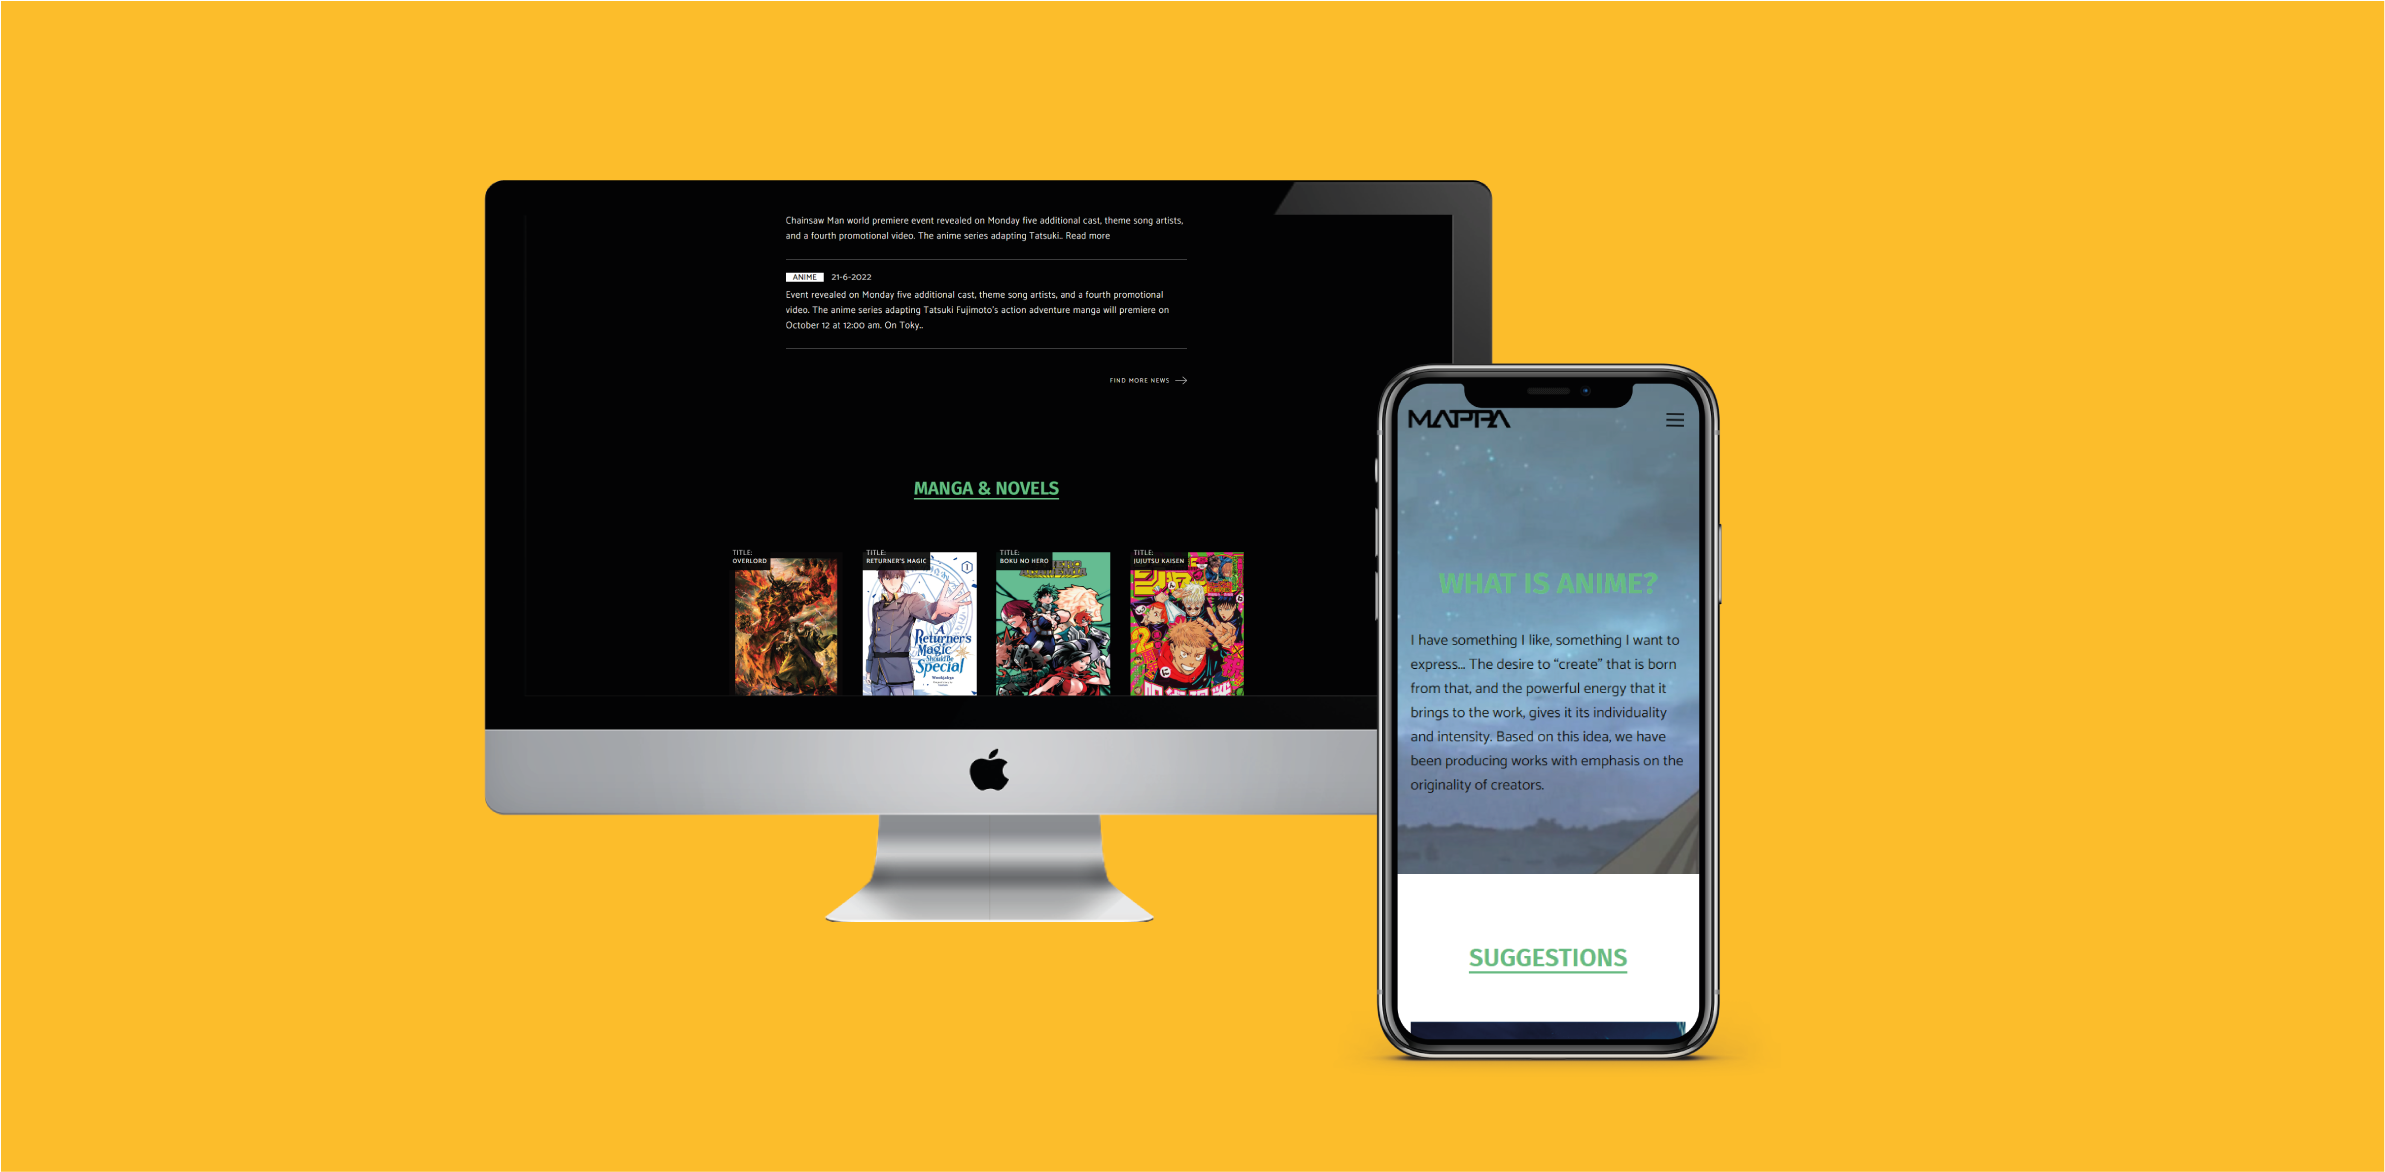 Chainsaw Man world premiere event revealed on Monday five additional cast, theme song artists,
and a fourth promotional video. The anime series adapting Tatsuki.. Read more
ANIME 21-6-2022
Event revealed on Monday five additional cast, theme song artists, and a fourth promotional
video. The anime series adapting Tatsuki Fujimoto's action adventure manga will premiere on
October 12 at 12:00 am. On Toky..
FIND MORE NEWS
MANGA & NOVELS
TITLE:
OVERLORD
TITLE:
RETURNER'S MAGIC
1
A
Returner's
Magic
Should Be
Special
TITLE:
BOKU NO HERO
TITLE:
JUJUTSU KAISEN
2
MAPPA
WHAT IS ANIME?
I have something I like, something I want to
express... The desire to “create” that is born
from that, and the powerful energy that it
brings to the work, gives it its individuality
and intensity. Based on this idea, we have
been producing works with emphasis on the
originality of creators.
SUGGESTIONS